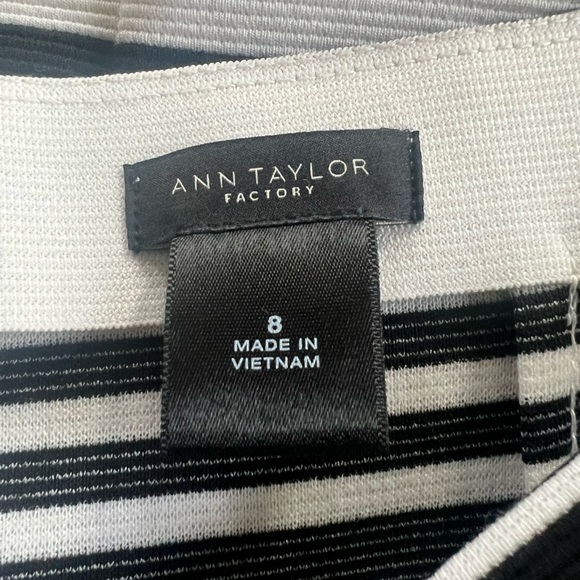 ANN TAYLOR
FACTORY
8
MADE IN
VIETNAM